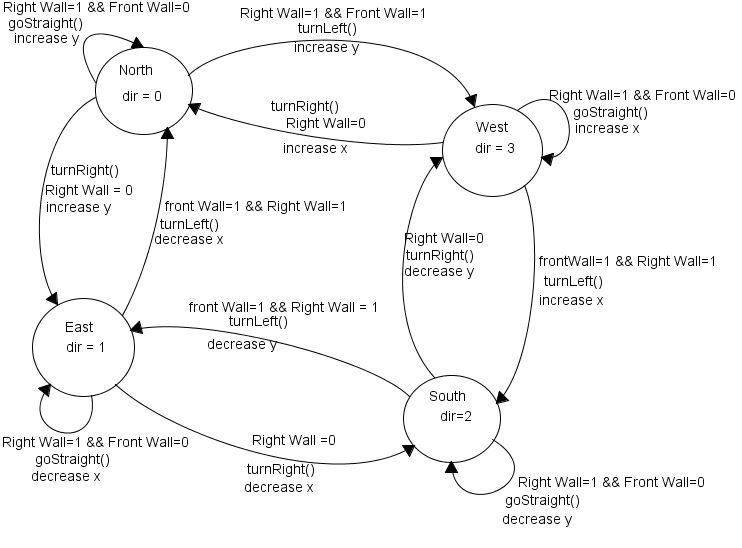 Right Wall=1 && Front Wall=0
goStraight()
increase y
Right Wall=1 && Front Wall=1
turnLeft()
increase y
North
dir = 0
turnRight()
Right Wall=0
increase x
West
dir = 3
Right Wall=1 && Front Wall=0
goStraight()
increase x
turnRight()
Right Wall = 0
increase y
front Wall=1 && Right Wall=1
turnLeft()
decrease x
Right Wall=0
turnRight()
decrease y
frontWall=1 && Right Wall=1
turnLeft()
increase x
East
dir = 1
front Wall=1 && Right Wall = 1
turnLeft()
decrease y
South
dir=2
Right Wall=1 && Front Wall=0
goStraight()
decrease x
Right Wall =0
turnRight()
decrease x
Right Wall=1 && Front Wall=0
goStraight()
decrease y